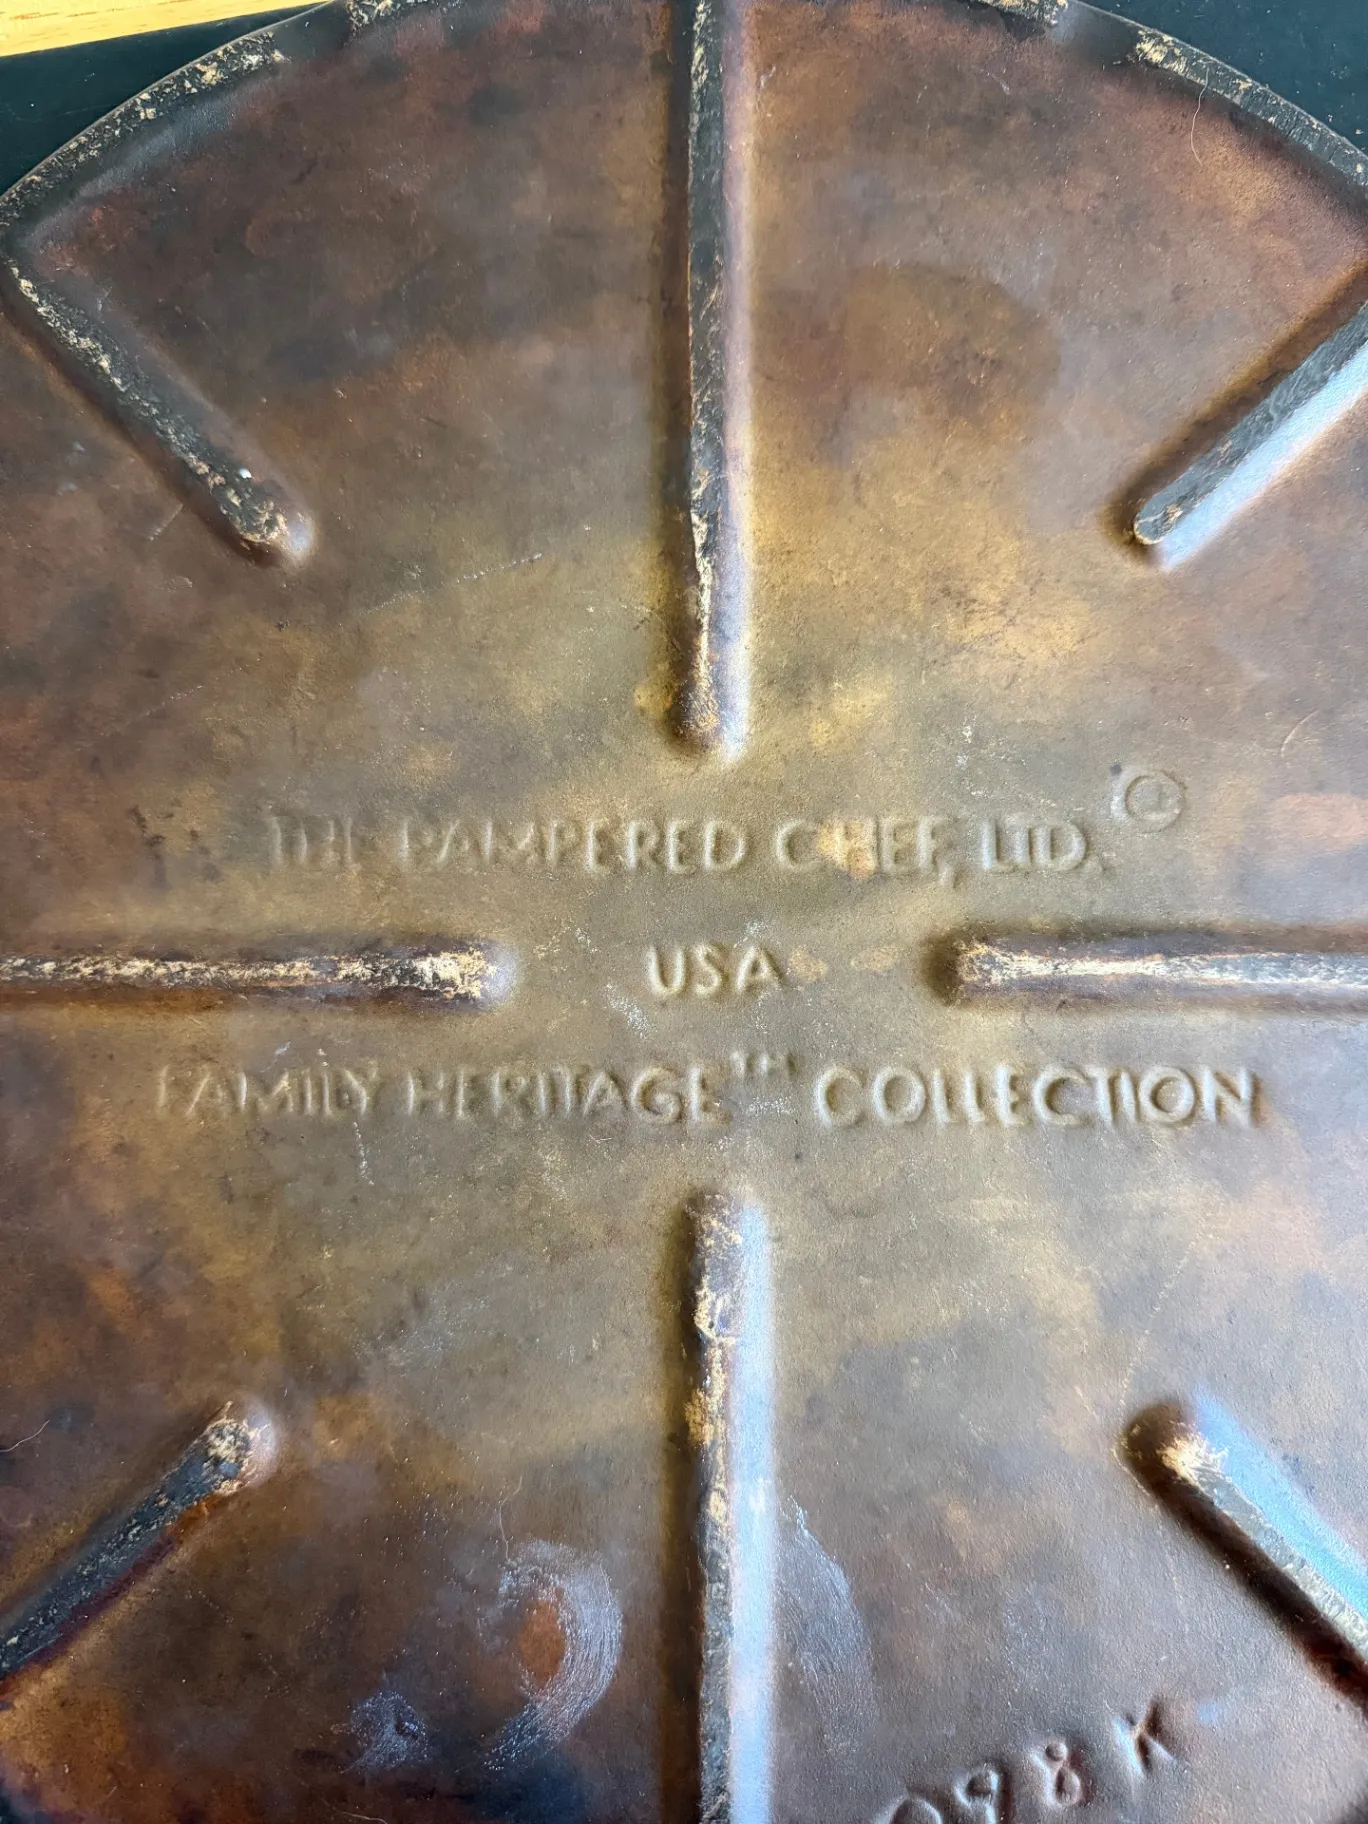 THE PAMPERED CHEF, LTD.
USA
FAMILY HERITAGE™ COLLECTION